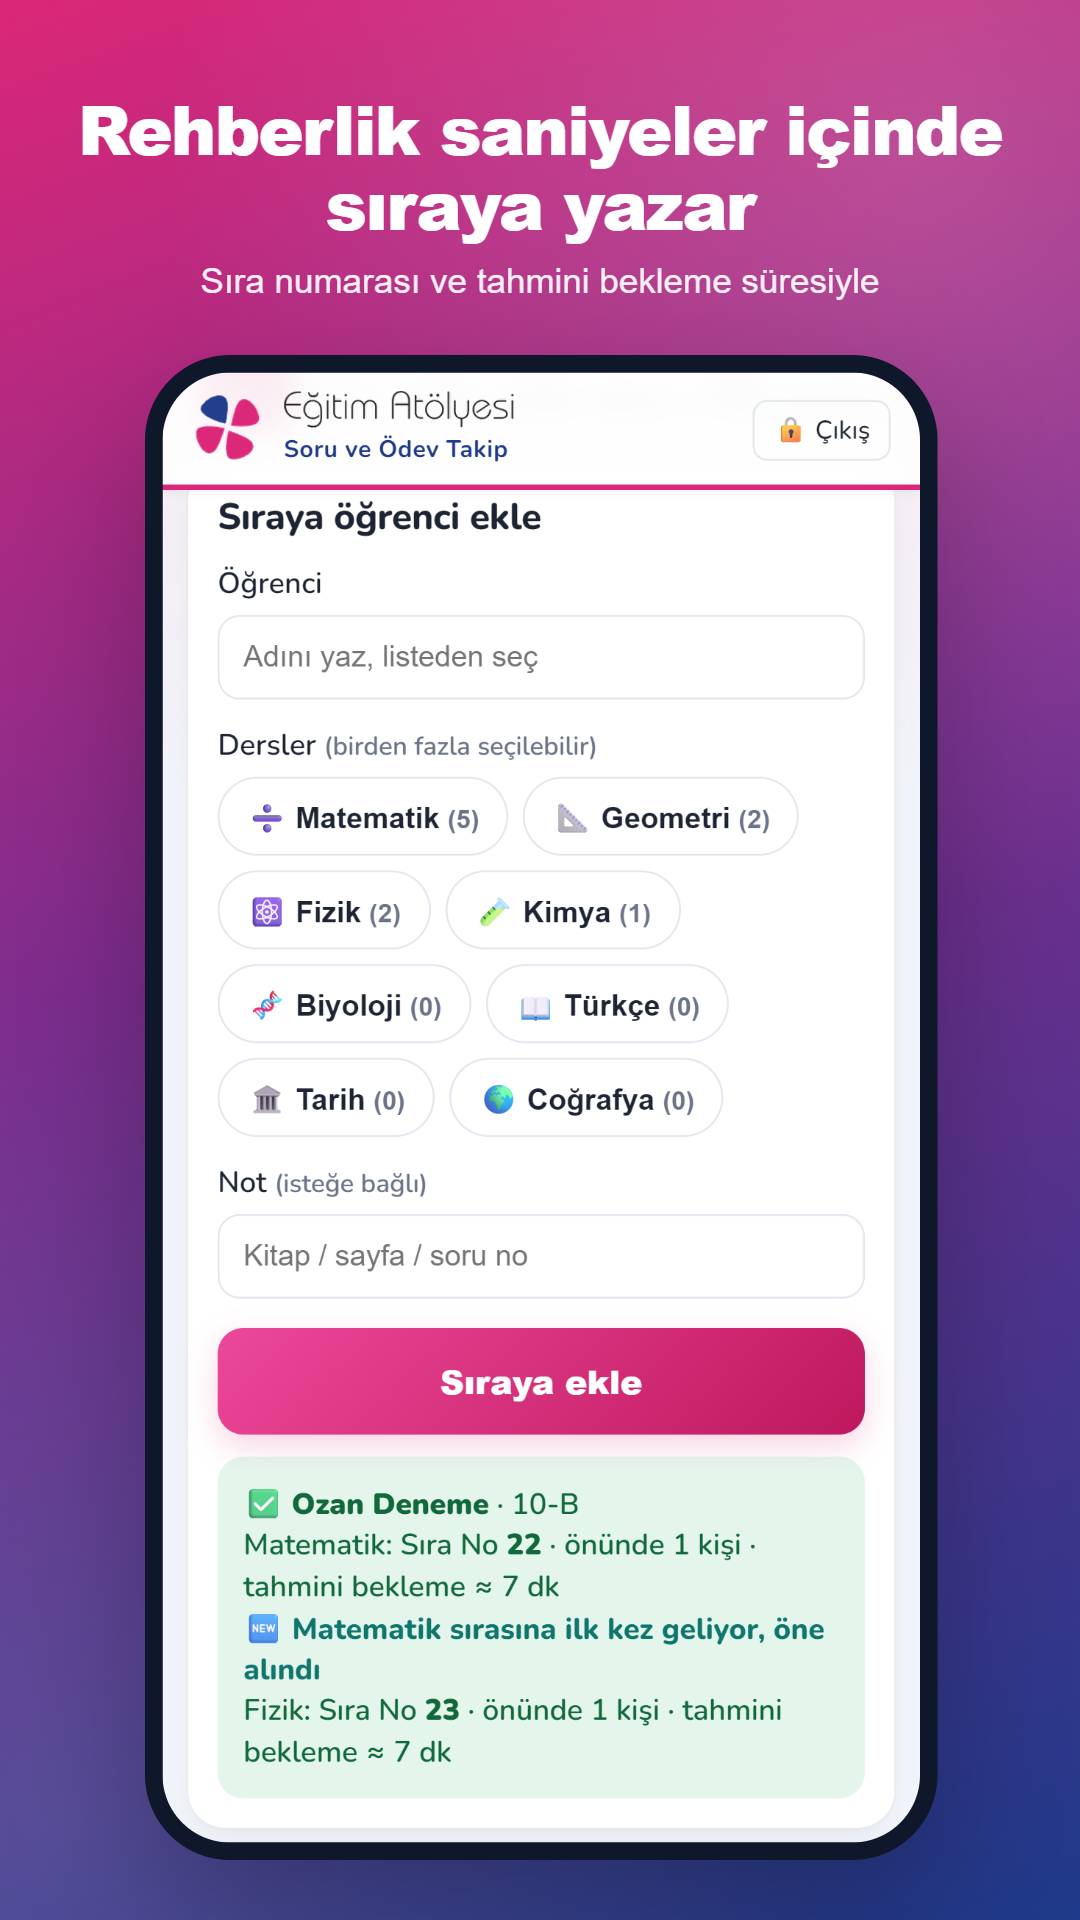 Rehberlik saniyeler içinde
sıraya yazar
Sıra numarası ve tahmini bekleme süresiyle
Eğitim Atölyesi
Soru ve Ödev Takip
Çıkış
Sıraya öğrenci ekle
Öğrenci
Adını yaz, listeden seç
Dersler (birden fazla seçilebilir)
Matematik (5)
Geometri (2)
Fizik (2)
Kimya (1)
Biyoloji (0)
Türkçe (0)
Tarih (0)
Coğrafya (0)
Not (isteğe bağlı)
Kitap / sayfa / soru no
Sıraya ekle
✅ Ozan Deneme · 10-B
Matematik: Sıra No 22 · önünde 1 kişi ·
tahmini bekleme ≈ 7 dk
🆕 Matematik sırasına ilk kez geliyor, öne
alındı
Fizik: Sıra No 23 · önünde 1 kişi · tahmini
bekleme ≈ 7 dk